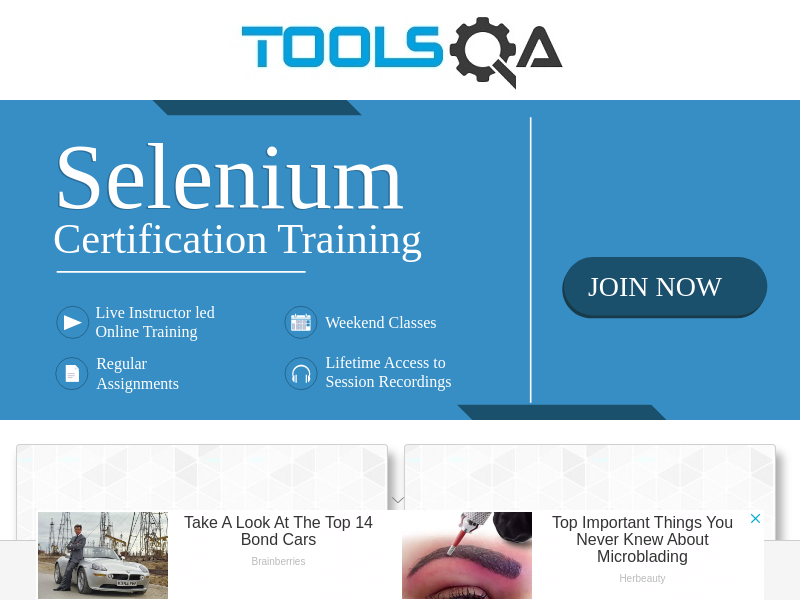 TOOLSQA
Selenium
Certification Training
JOIN NOW
Live Instructor led
Online Training
Weekend Classes
Regular
Assignments
Lifetime Access to
Session Recordings
Take A Look At The Top 14
Bond Cars
Brainberries
Top Important Things You
Never Knew About
Microblading
Herbeauty